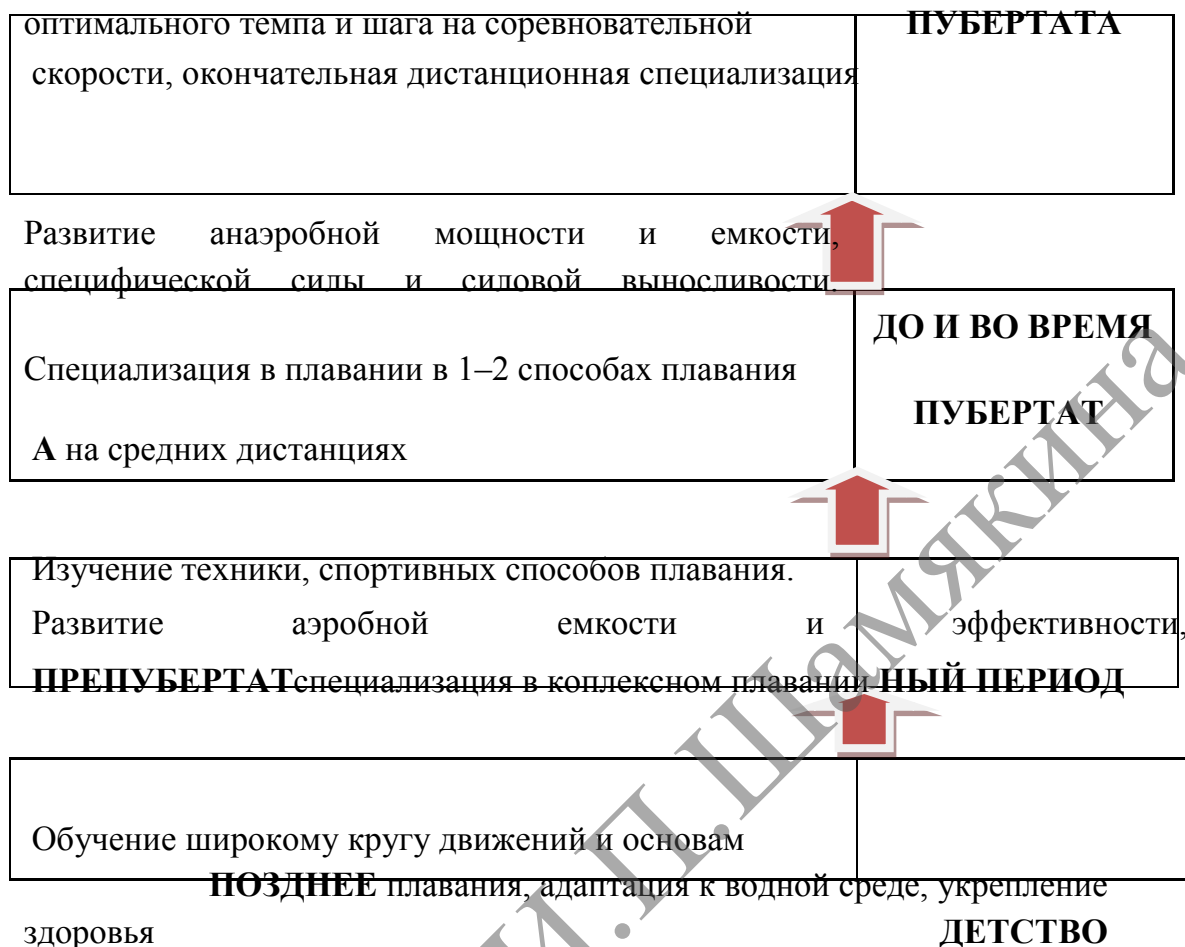 оптимального темпа и шага на соревновательной ПУБЕРТАТА
скорости, окончательная дистанционная специализация
Развитие анаэробной мощности и емкости,
специфической силы и силовой выносливости.
ДО И ВО ВРЕМЯ
Специализация в плавании в 1–2 способах плавания
ПУБЕРТАТ
А на средних дистанциях
Изучение техники, спортивных способов плавания.
Развитие аэробной емкости и эффективности,
ПРЕПУБЕРТАТспециализация в коплексном плавании НЫЙ ПЕРИОД
Обучение широкому кругу движений и основам
ПОЗДНЕЕ плавания, адаптация к водной среде, укрепление
здоровья ДЕТСТВО
И.П.Шамякина